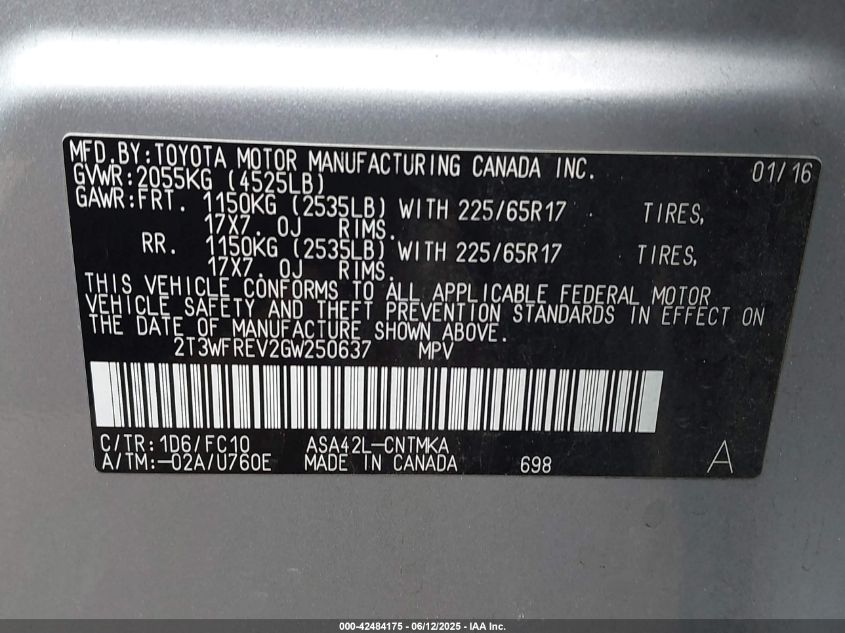 MFD.BY:TOYOTA MOTOR MANUFACTURING CANADA INC. 01/16
GVWR:2055KG (4525LB)
GAWR:FRT. 1150KG (2535LB) WITH 225/65R17 TIRES,
17X7.0J RIMS.
RR. 1150KG (2535LB) WITH 225/65R17 TIRES,
17X7.0J RIMS.
THIS VEHICLE CONFORMS TO ALL APPLICABLE FEDERAL MOTOR
VEHICLE SAFETY AND THEFT PREVENTION STANDARDS IN EFFECT ON
THE DATE OF MANUFACTURE SHOWN ABOVE.
2T3WFREV2GW250637 MPV
C/TR:1D6/FC10 ASA42L-CNTMKA
A/TM:-02A/U760E MADE IN CANADA 698 A
000-42484175 - 06/12/2025 - IAA Inc.